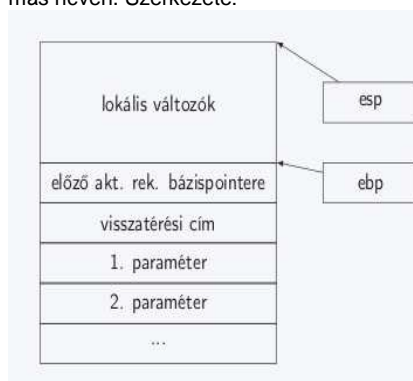 más néven. Szerkezete:
lokális változók
esp
előző akt. rek. bázispointere
ebp
visszatérési cím
1. paraméter
2. paraméter
...